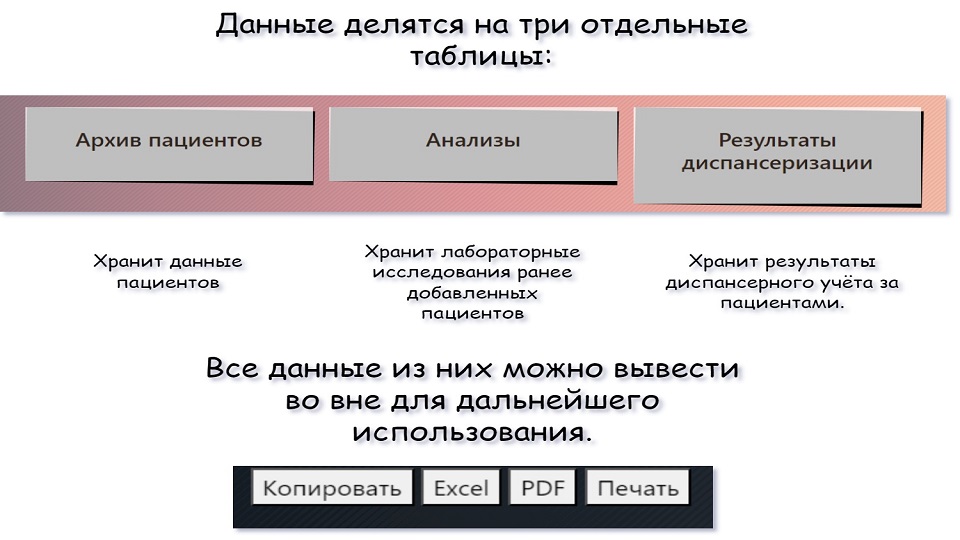 Данные делятся на три отдельные
таблицы:
Архив пациентов
Анализы
Результаты
диспансеризации
Хранит данные
пациентов
Хранит лабораторные
исследования ранее
добавленных
пациентов
Хранит результаты
диспансерного учёта за
пациентами.
Все данные из них можно вывести
во вне для дальнейшего
использования.
Копировать Excel PDF Печать